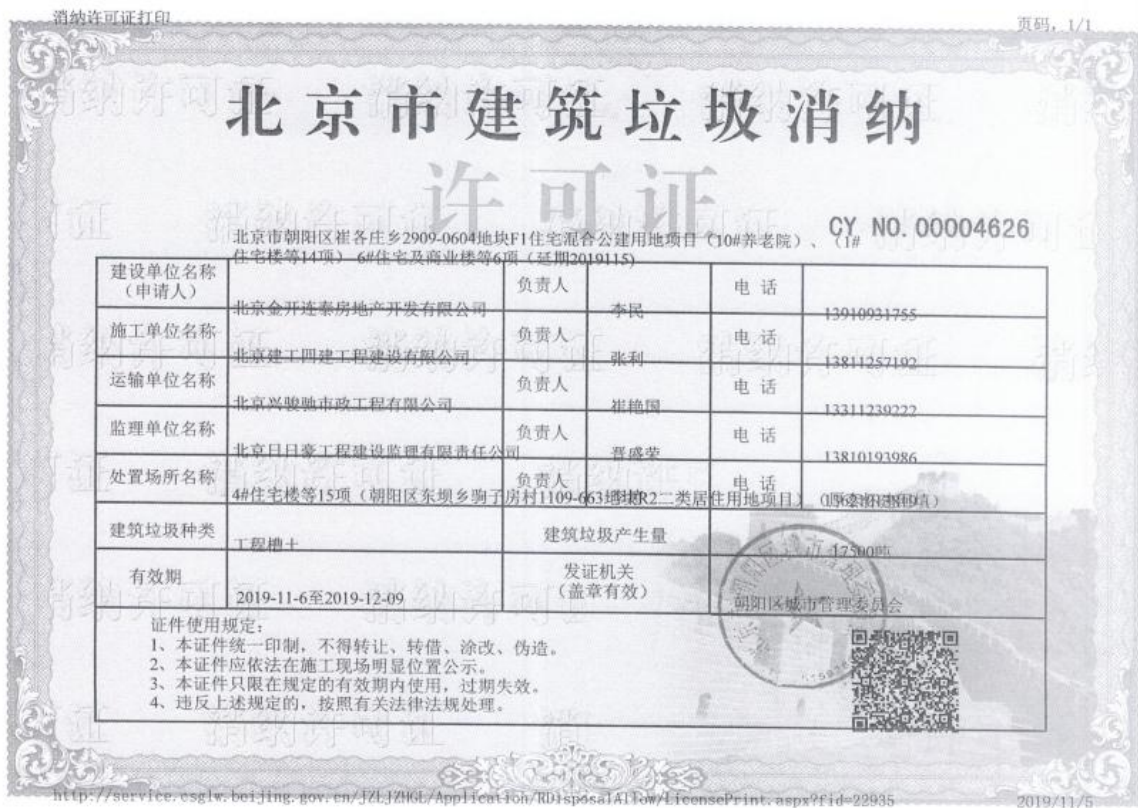 消纳许可证打印
页码, 1/1
北京市建筑垃圾消纳
许可证
CY NO.00004626
北京市朝阳区崔各庄乡2909-0604地块F1住宅混合公建用地项目（10#养老院）、（1#
住宅楼等14项） 6#住宅及商业楼等6项（延期2019115)
建设单位名称
（申请人）
负责人
电 话
北京金开连泰房地产开发有限公司
李民
13910931755
施工单位名称
负责人
电 话
北京建工四建工程建设有限公司
张利
13811257192
运输单位名称
负责人
电 话
北京兴骏驰市政工程有限公司
崔艳国
13311239222
监理单位名称
负责人
电 话
北京日日豪工程建设监理有限责任公司
晋盛荣
13810193986
处置场所名称
负责人
电 话
4#住宅楼等15项（朝阳区东坝乡驹子房村1109-663地块R2二类居住用地项目）
建筑垃圾种类
工程槽土
建筑垃圾产生量
17500吨
有效期
2019-11-6至2019-12-09
发证机关
（盖章有效）
朝阳区城市管理委员会
证件使用规定：
1、本证件统一印制，不得转让、转借、涂改、伪造。
2、本证件应依法在施工现场明显位置公示。
3、本证件只限在规定的有效期内使用，过期失效。
4、违反上述规定的，按照有关法律法规处理。
http://service.csglw.beijing.gov.cn/JZLJZHGL/Application/RDisposalAllow/LicensePrint.aspx?fid=22935
2019/11/5